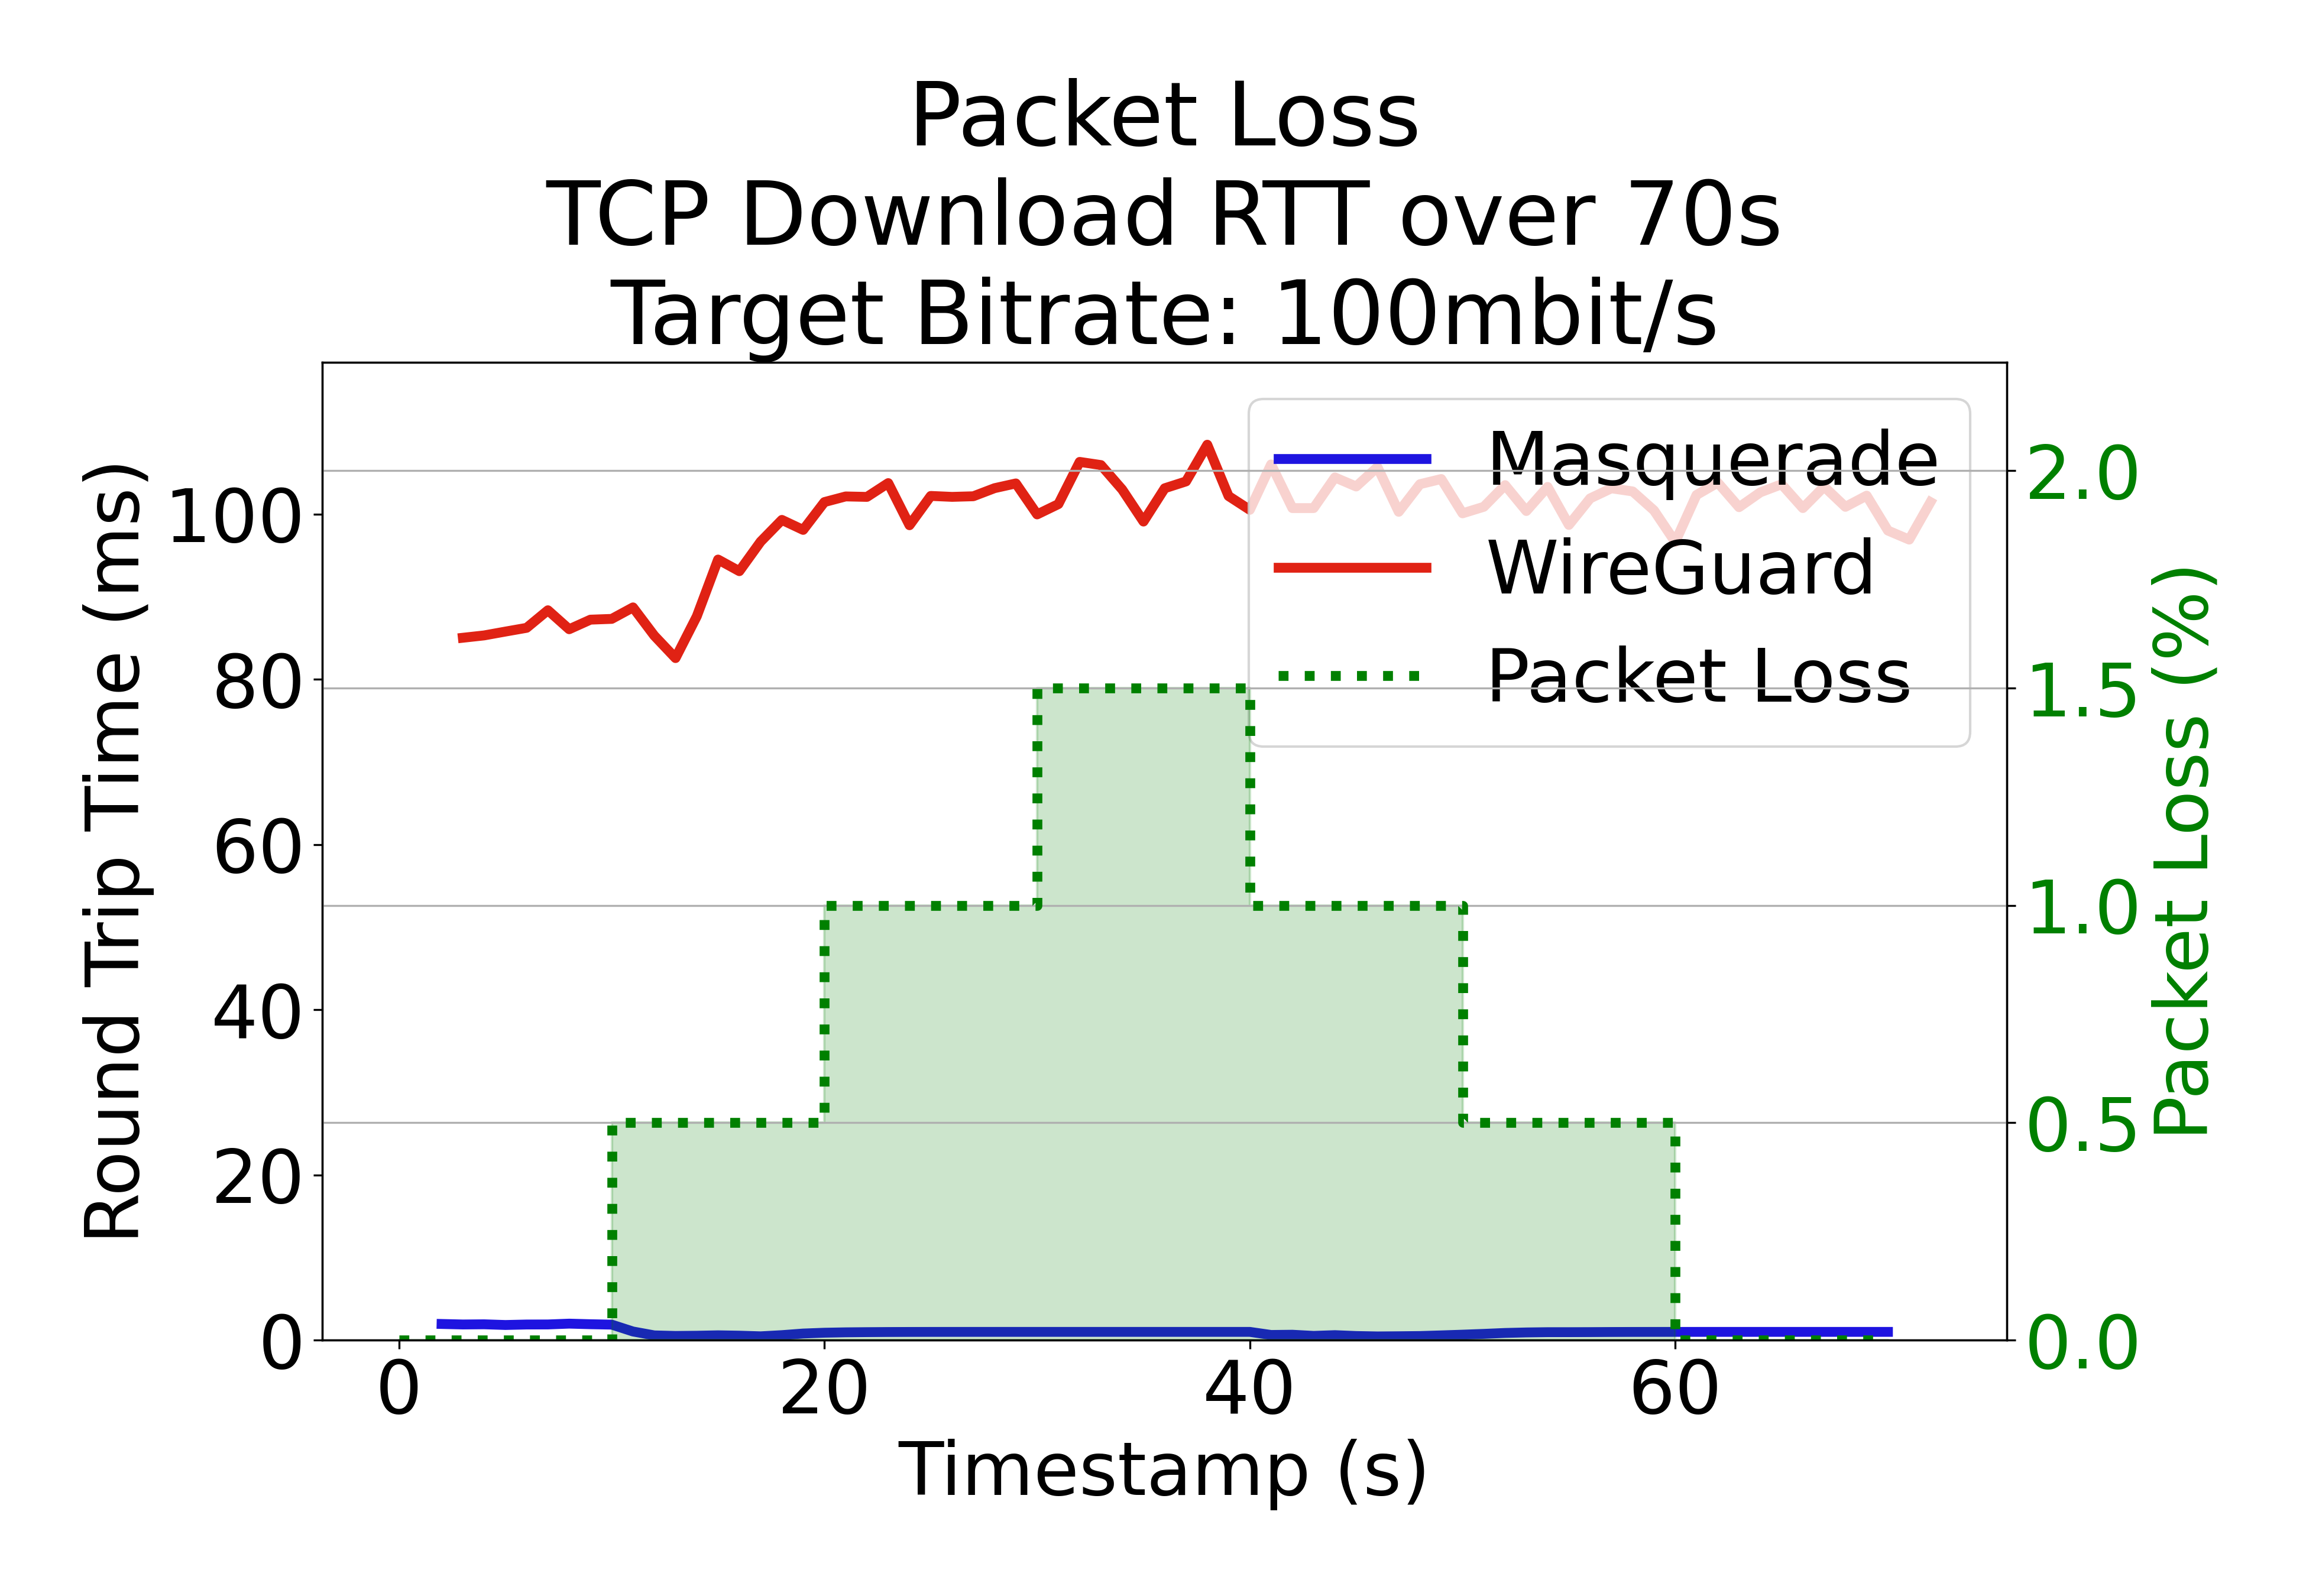 Packet Loss
TCP Download RTT over 70s
Target Bitrate: 100mbit/s
Round Trip Time (ms)
100
80
60
40
20
0
Masquerade
WireGuard
Packet Loss
2.0
1.5
1.0
0.5
0.0
Packet Loss (%)
0 20 40 60
Timestamp (s)